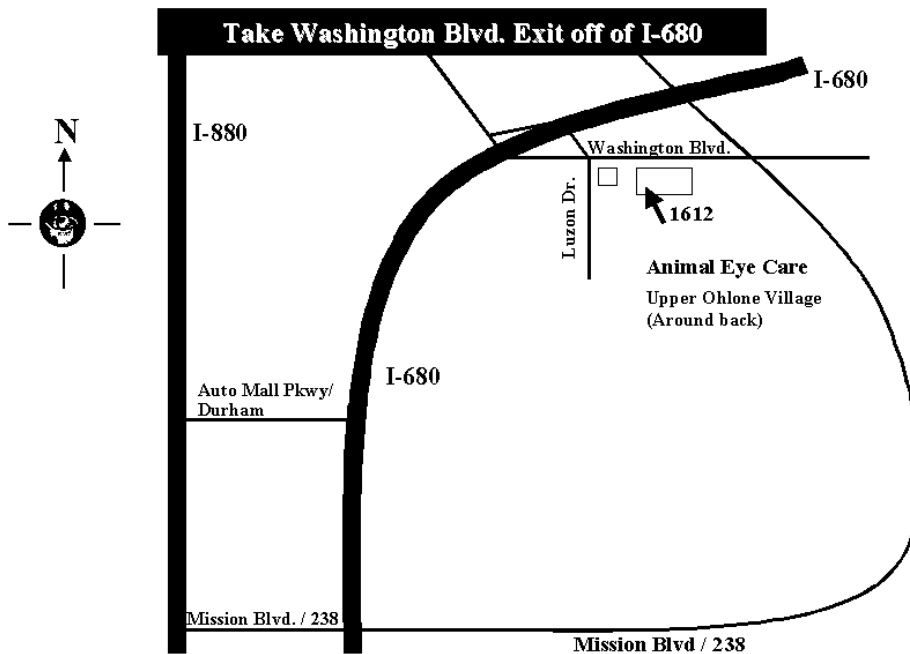 Take Washington Blvd. Exit off of I-680
I-680
N
I-880
Washington Blvd.
Luzon Dr.
1612
Animal Eye Care
Upper Ohlone Village
(Around back)
I-680
Auto Mall Pkwy/
Durham
Mission Blvd. / 238
Mission Blvd / 238